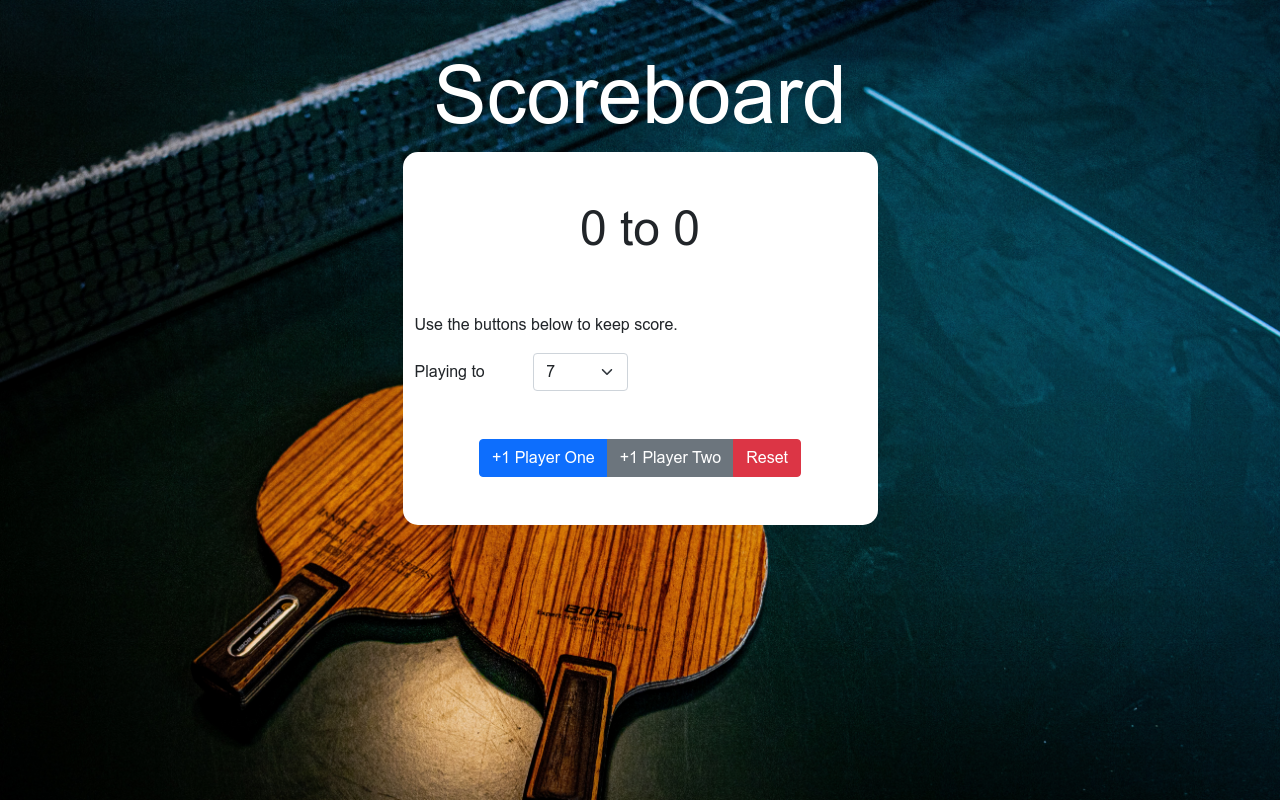 Scoreboard
0 to 0
Use the buttons below to keep score.
Playing to 7
+1 Player One +1 Player Two Reset
BOER